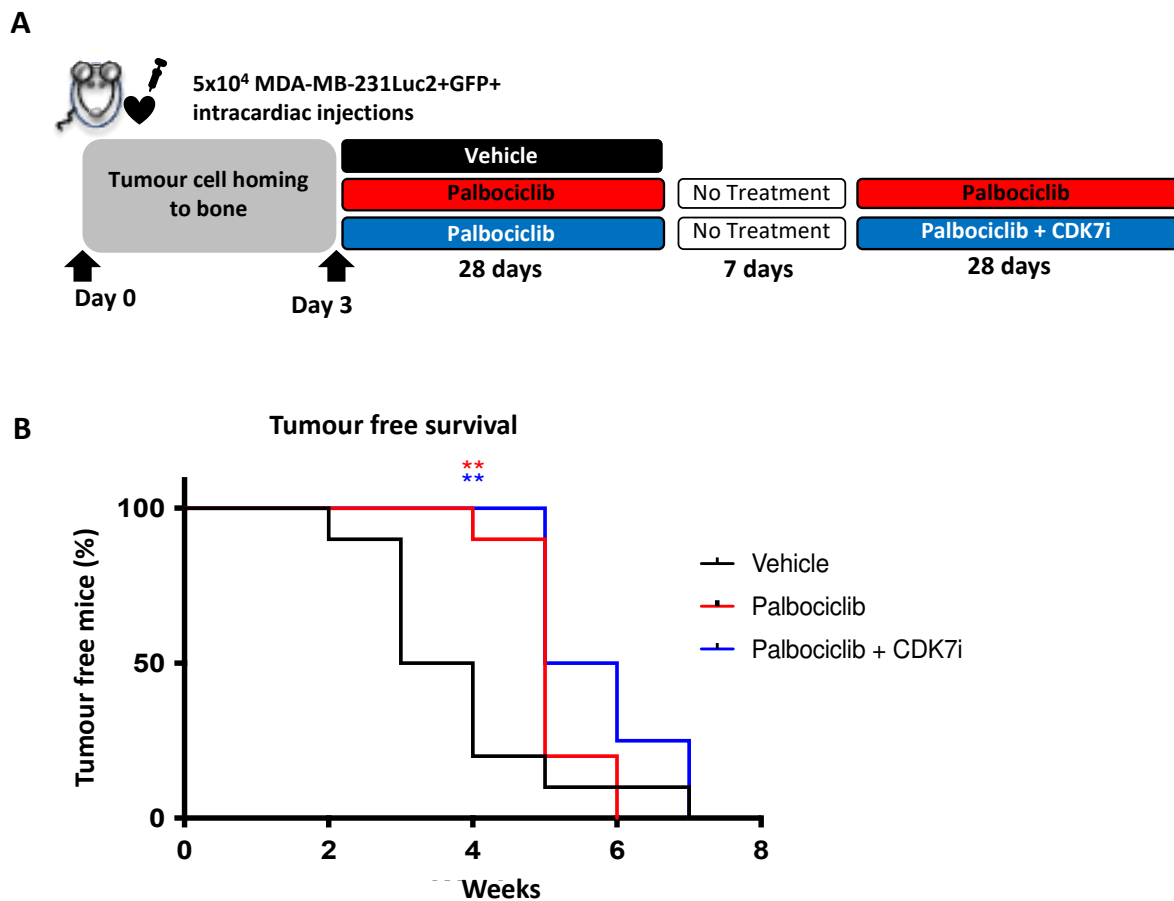 A
5x10⁴ MDA-MB-231Luc2+GFP+
intracardiac injections
Tumour cell homing
to bone
Vehicle
Palbociclib
No Treatment
Palbociclib
Palbociclib
No Treatment
Palbociclib + CDK7i
28 days
7 days
28 days
Day 0
Day 3
B
Tumour free survival
**
**
Tumour free mice (%)
100
50
0
0
2
4
6
8
Weeks
Vehicle
Palbociclib
Palbociclib + CDK7i